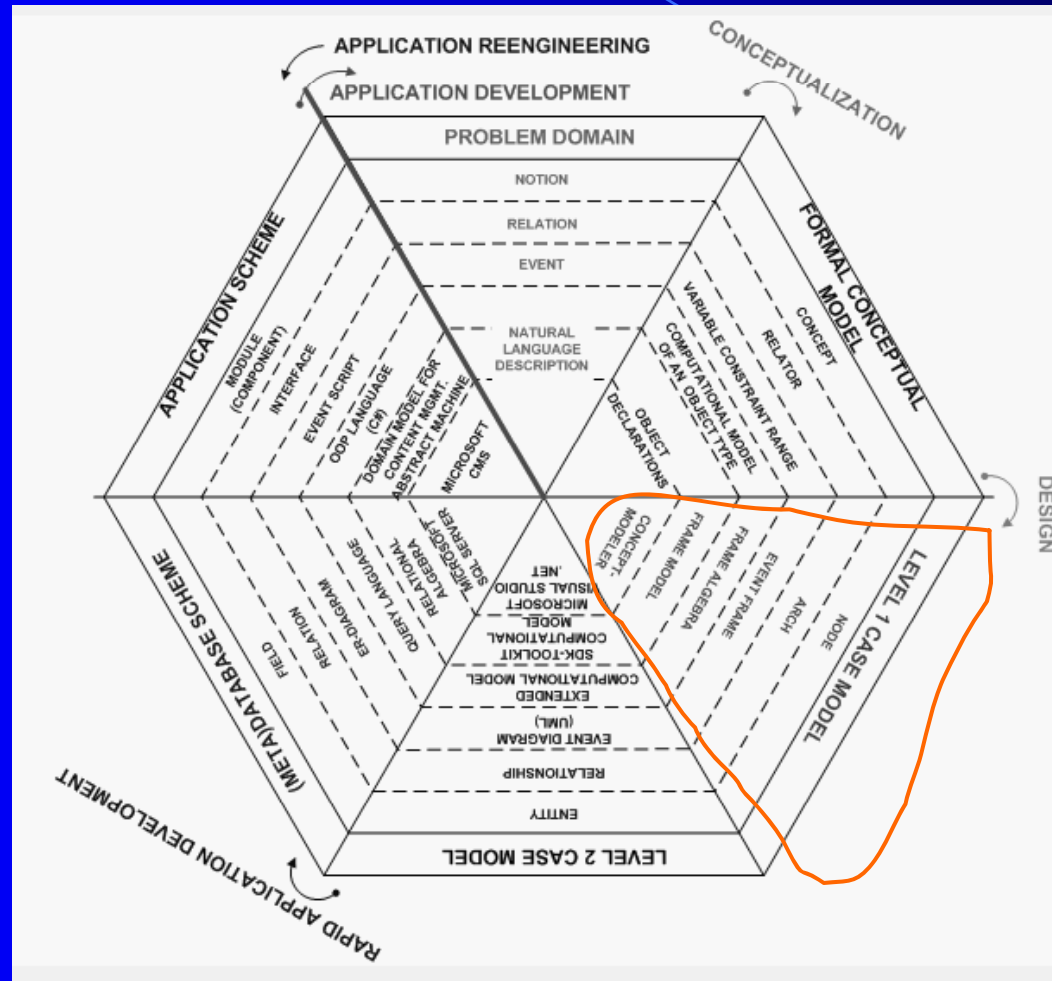 APPLICATION REENGINEERING
APPLICATION DEVELOPMENT
CONCEPTUALIZATION
PROBLEM DOMAIN
NOTION
RELATION
EVENT
NATURAL
LANGUAGE
DESCRIPTION
FORMAL CONCEPTUAL
MODEL
CONCEPT
RELATOR
VARIABLE CONSTRAINT RANGE
COMPUTATIONAL MODEL
OF AN OBJECT TYPE
OBJECT
DECLARATIONS
DESIGN
LEVEL 1 CASE MODEL
NODE
ARCH
EVENT FRAME
FRAME ALGEBRA
FRAME MODEL
CONCEPT-
MODELER
LEVEL 2 CASE MODEL
ENTITY
RELATIONSHIP
EVENT DIAGRAM
(UML)
EXTENDED
COMPUTATIONAL MODEL
SDK-TOOLKIT
COMPUTATIONAL
MODEL
MICROSOFT
VISUAL STUDIO
.NET
RAPID APPLICATION DEVELOPMENT
(META)DATABASE SCHEME
FIELD
RELATION
ER-DIAGRAM
QUERY LANGUAGE
RELATIONAL
ALGEBRA
MICROSOFT
SQL SERVER
APPLICATION SCHEME
MODULE
(COMPONENT)
INTERFACE
EVENT SCRIPT
OOP LANGUAGE
(C#)
DOMAIN MODEL FOR
CONTENT MGMT.
ABSTRACT MACHINE
MICROSOFT
CMS